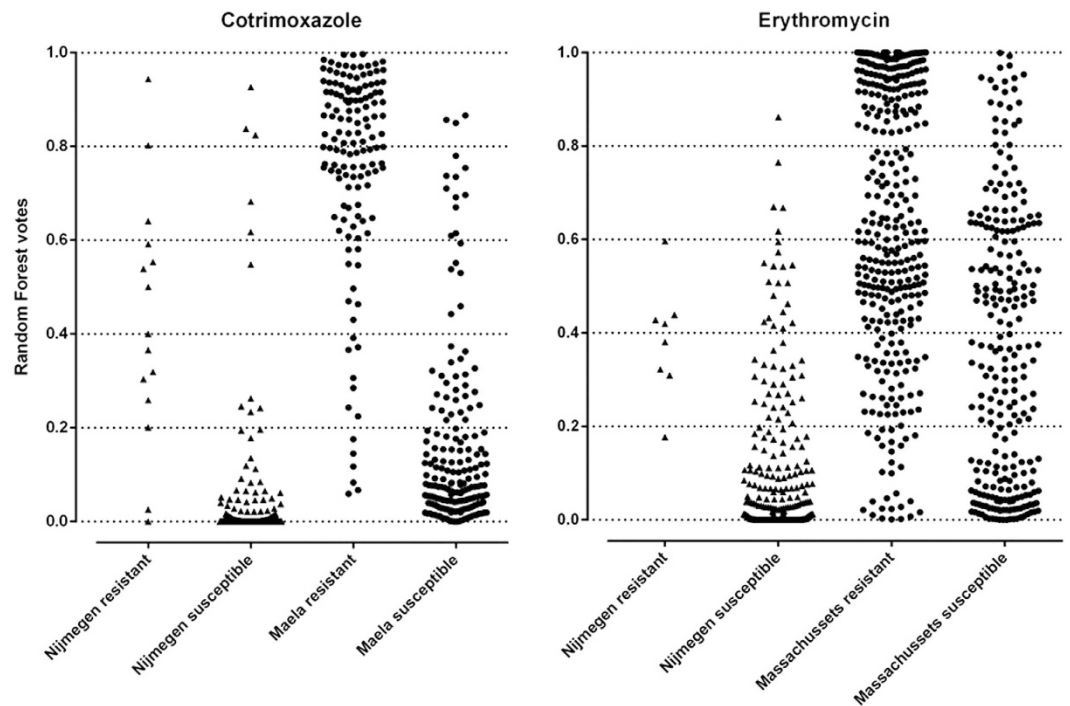 Cotrimoxazole
Random Forest votes
1.0
0.8
0.6
0.4
0.2
0.0
Nijmegen resistant
Nijmegen susceptible
Maela resistant
Maela susceptible
Erythromycin
1.0
0.8
0.6
0.4
0.2
0.0
Nijmegen resistant
Nijmegen susceptible
Massachussets resistant
Massachussets susceptible